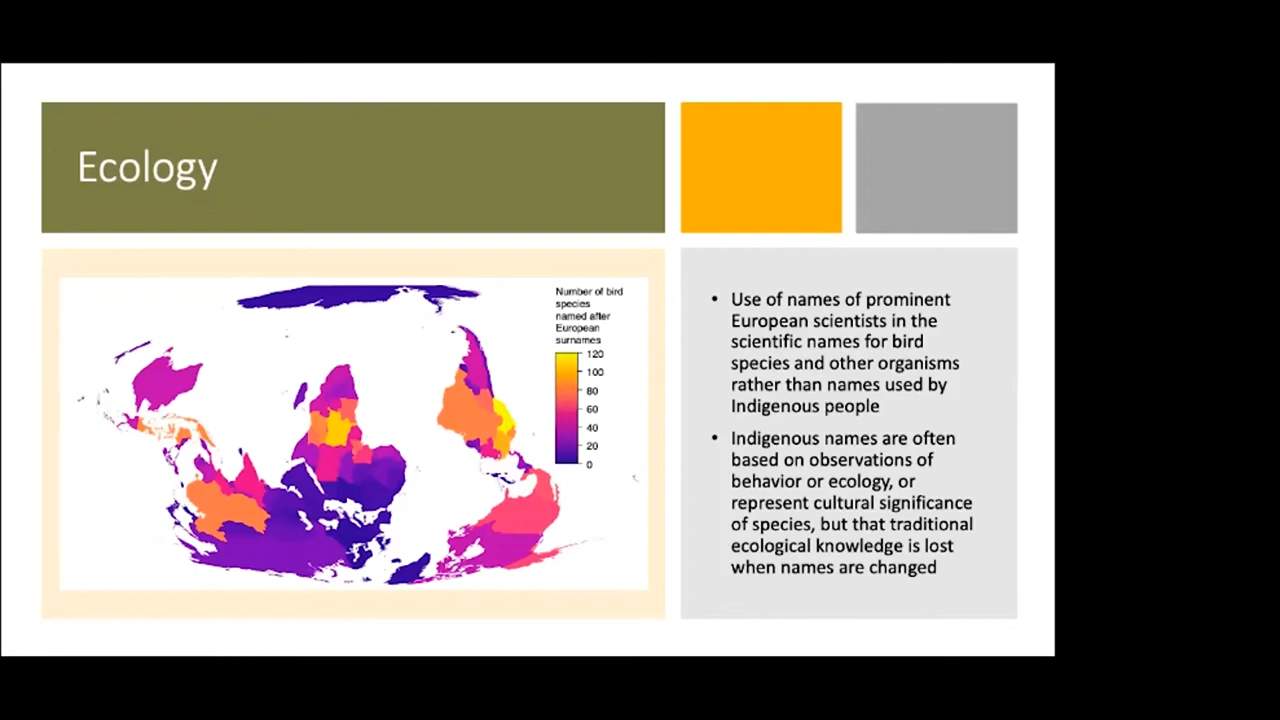 Ecology
Number of bird
species
named after
European
surnames
120
100
80
60
40
20
0
• Use of names of prominent
European scientists in the
scientific names for bird
species and other organisms
rather than names used by
Indigenous people
• Indigenous names are often
based on observations of
behavior or ecology, or
represent cultural significance
of species, but that traditional
ecological knowledge is lost
when names are changed